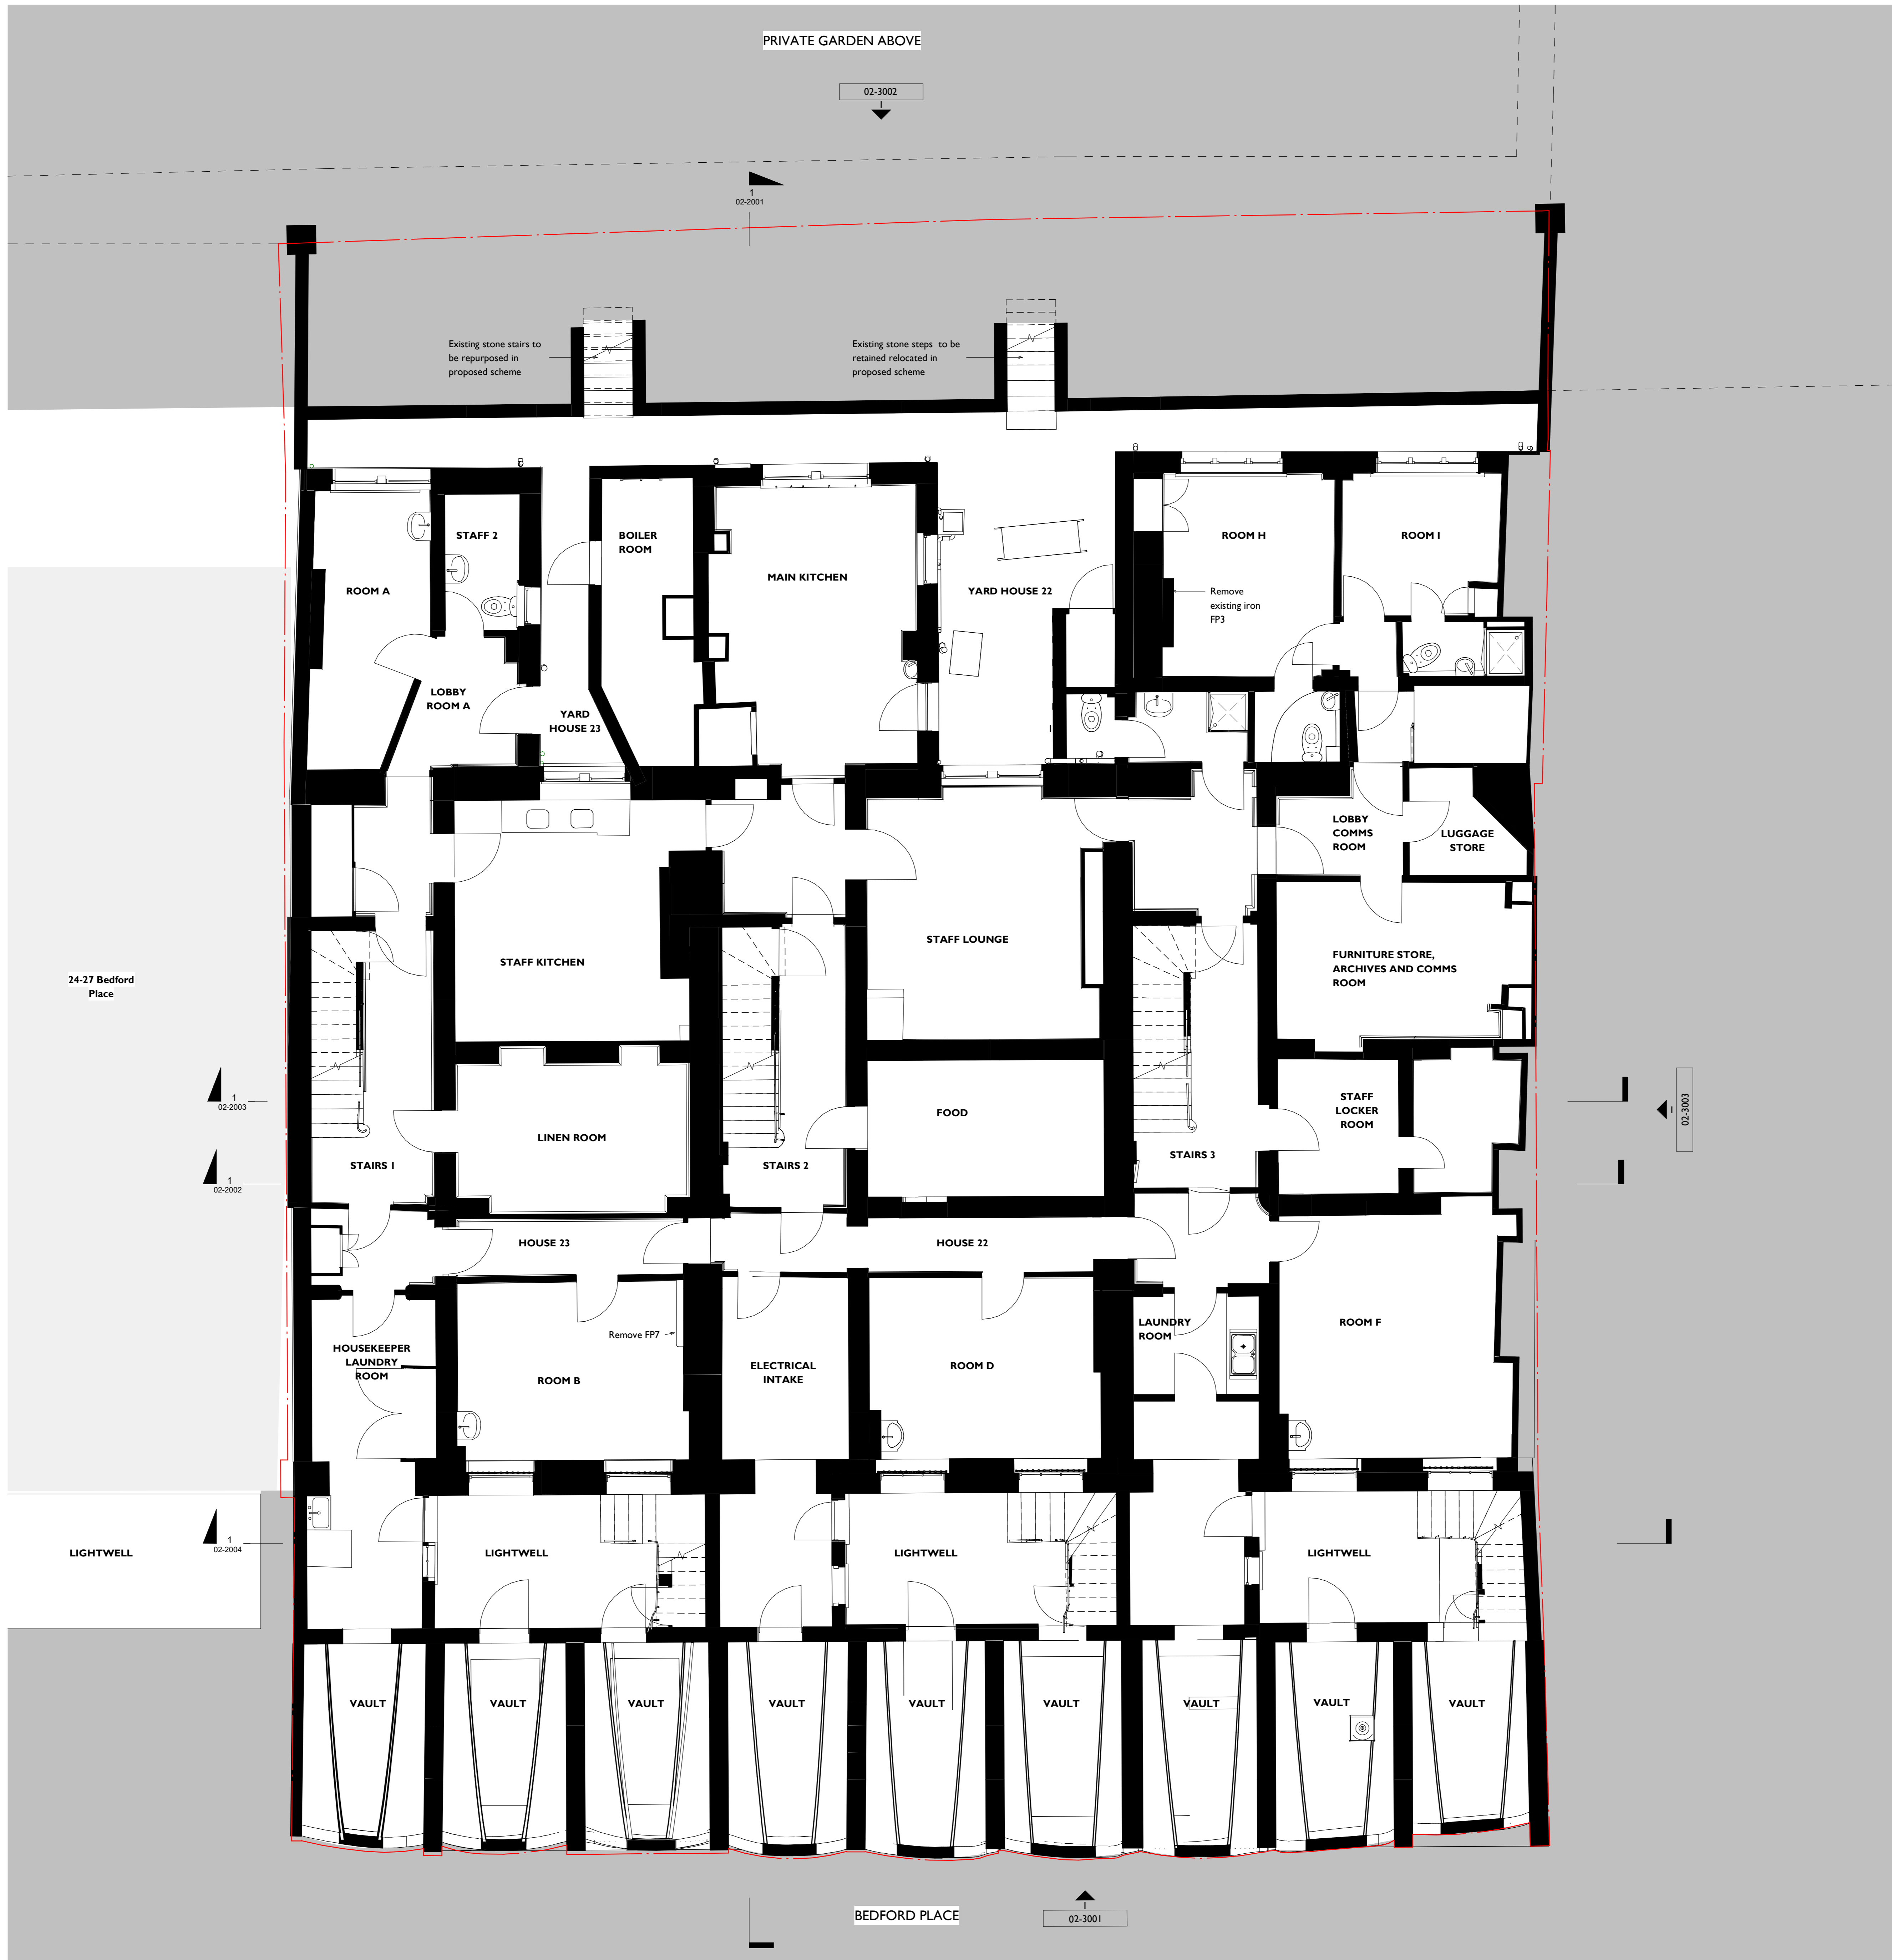 PRIVATE GARDEN ABOVE
02-3002
1
02-2001
Existing stone stairs to
be repurposed in
proposed scheme
Existing stone steps to be
retained relocated in
proposed scheme
STAFF 2
BOILER
ROOM
ROOM H
ROOM I
MAIN KITCHEN
ROOM A
YARD HOUSE 22
Remove
existing iron
FP3
LOBBY
ROOM A
YARD
HOUSE 23
LOBBY
COMMS
ROOM
LUGGAGE
STORE
STAFF LOUNGE
STAFF KITCHEN
FURNITURE STORE,
ARCHIVES AND COMMS
ROOM
24-27 Bedford
Place
1
02-2003
STAFF
LOCKER
ROOM
02-3003
FOOD
LINEN ROOM
STAIRS 1
STAIRS 2
STAIRS 3
1
02-2002
HOUSE 23
HOUSE 22
LAUNDRY
ROOM
ROOM F
Remove FP7
HOUSEKEEPER
LAUNDRY
ROOM
ROOM B
ELECTRICAL
INTAKE
ROOM D
1
02-2004
LIGHTWELL
LIGHTWELL
LIGHTWELL
LIGHTWELL
VAULT
VAULT
VAULT
VAULT
VAULT
VAULT
VAULT
VAULT
VAULT
BEDFORD PLACE
02-3001